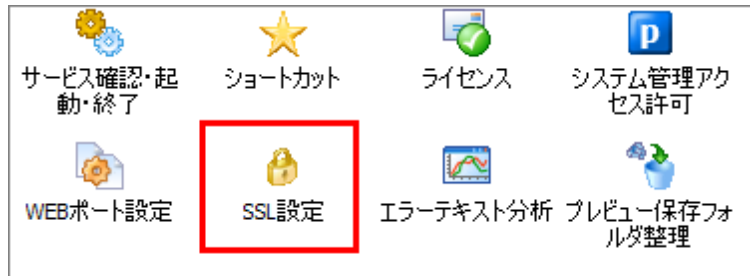 サービス確認・起 ショートカット ライセンス システム管理アク
動・終了 セス許可
WEBポート設定 SSL設定 エラーテキスト分析 プレビュー保存フォ
ルダ整理